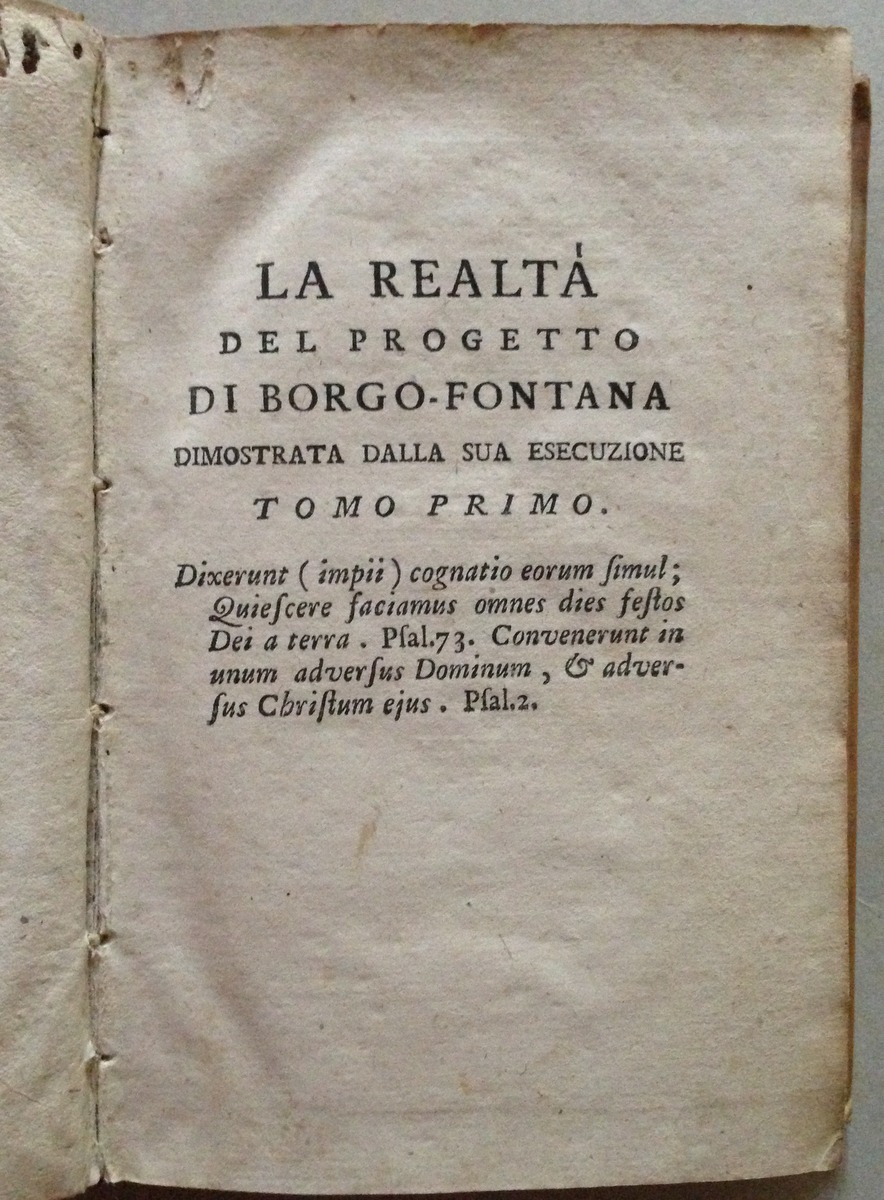 LA REALTÀ
DEL PROGETTO
DI BORGO-FONTANA
DIMOSTRATA DALLA SUA ESECUZIONE
TOMO PRIMO.
Dixerunt ( impii ) cognatio eorum ſimul ;
Quieſcere faciamus omnes dies feſtos
Dei a terra . Pſal.73. Convenerunt in
unum adverſus Dominum , & adver-
ſus Chriſtum ejus . Pſal.2.